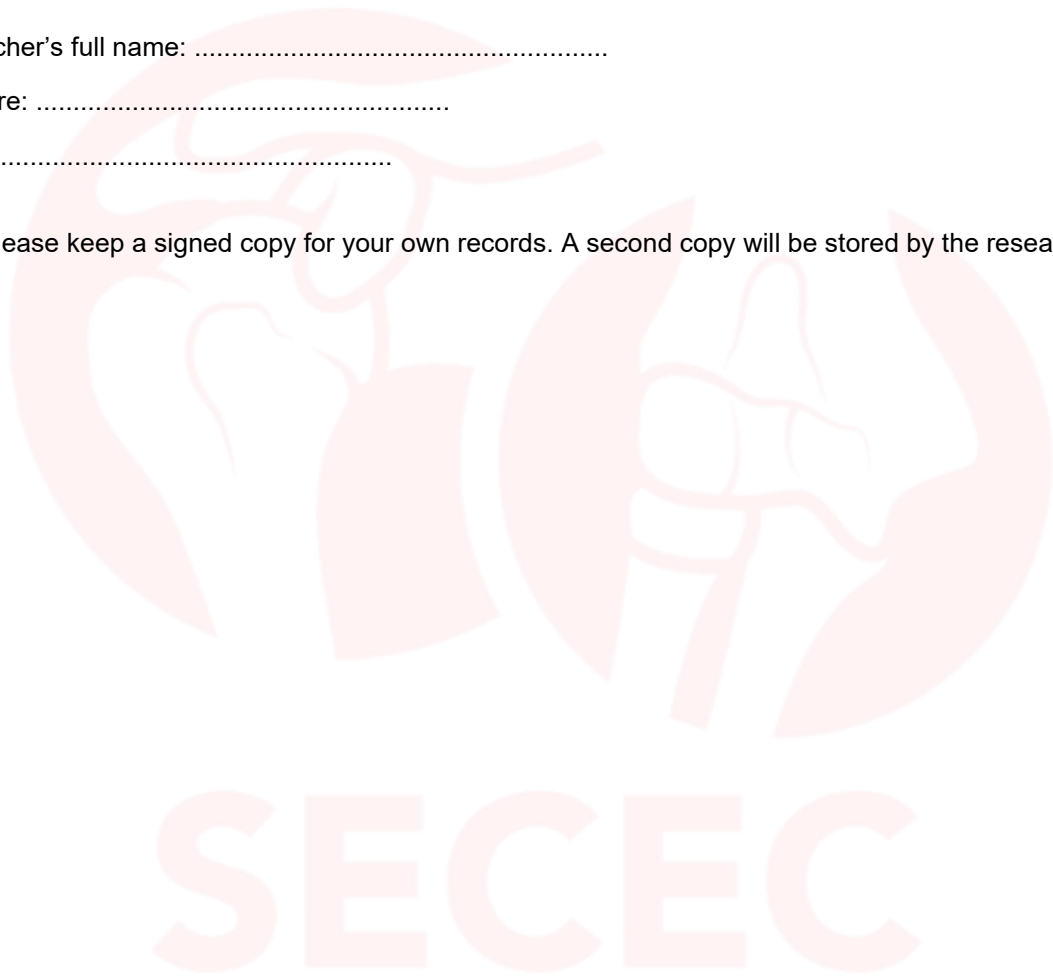 cher’s full name: ........................................................
re: ........................................................
.....................................................
ease keep a signed copy for your own records. A second copy will be stored by the resea
SECEC